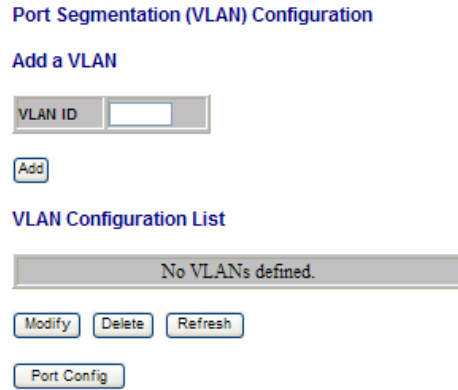 Port Segmentation (VLAN) Configuration
Add a VLAN
VLAN ID
Add
VLAN Configuration List
No VLANs defined.
Modify Delete Refresh
Port Config